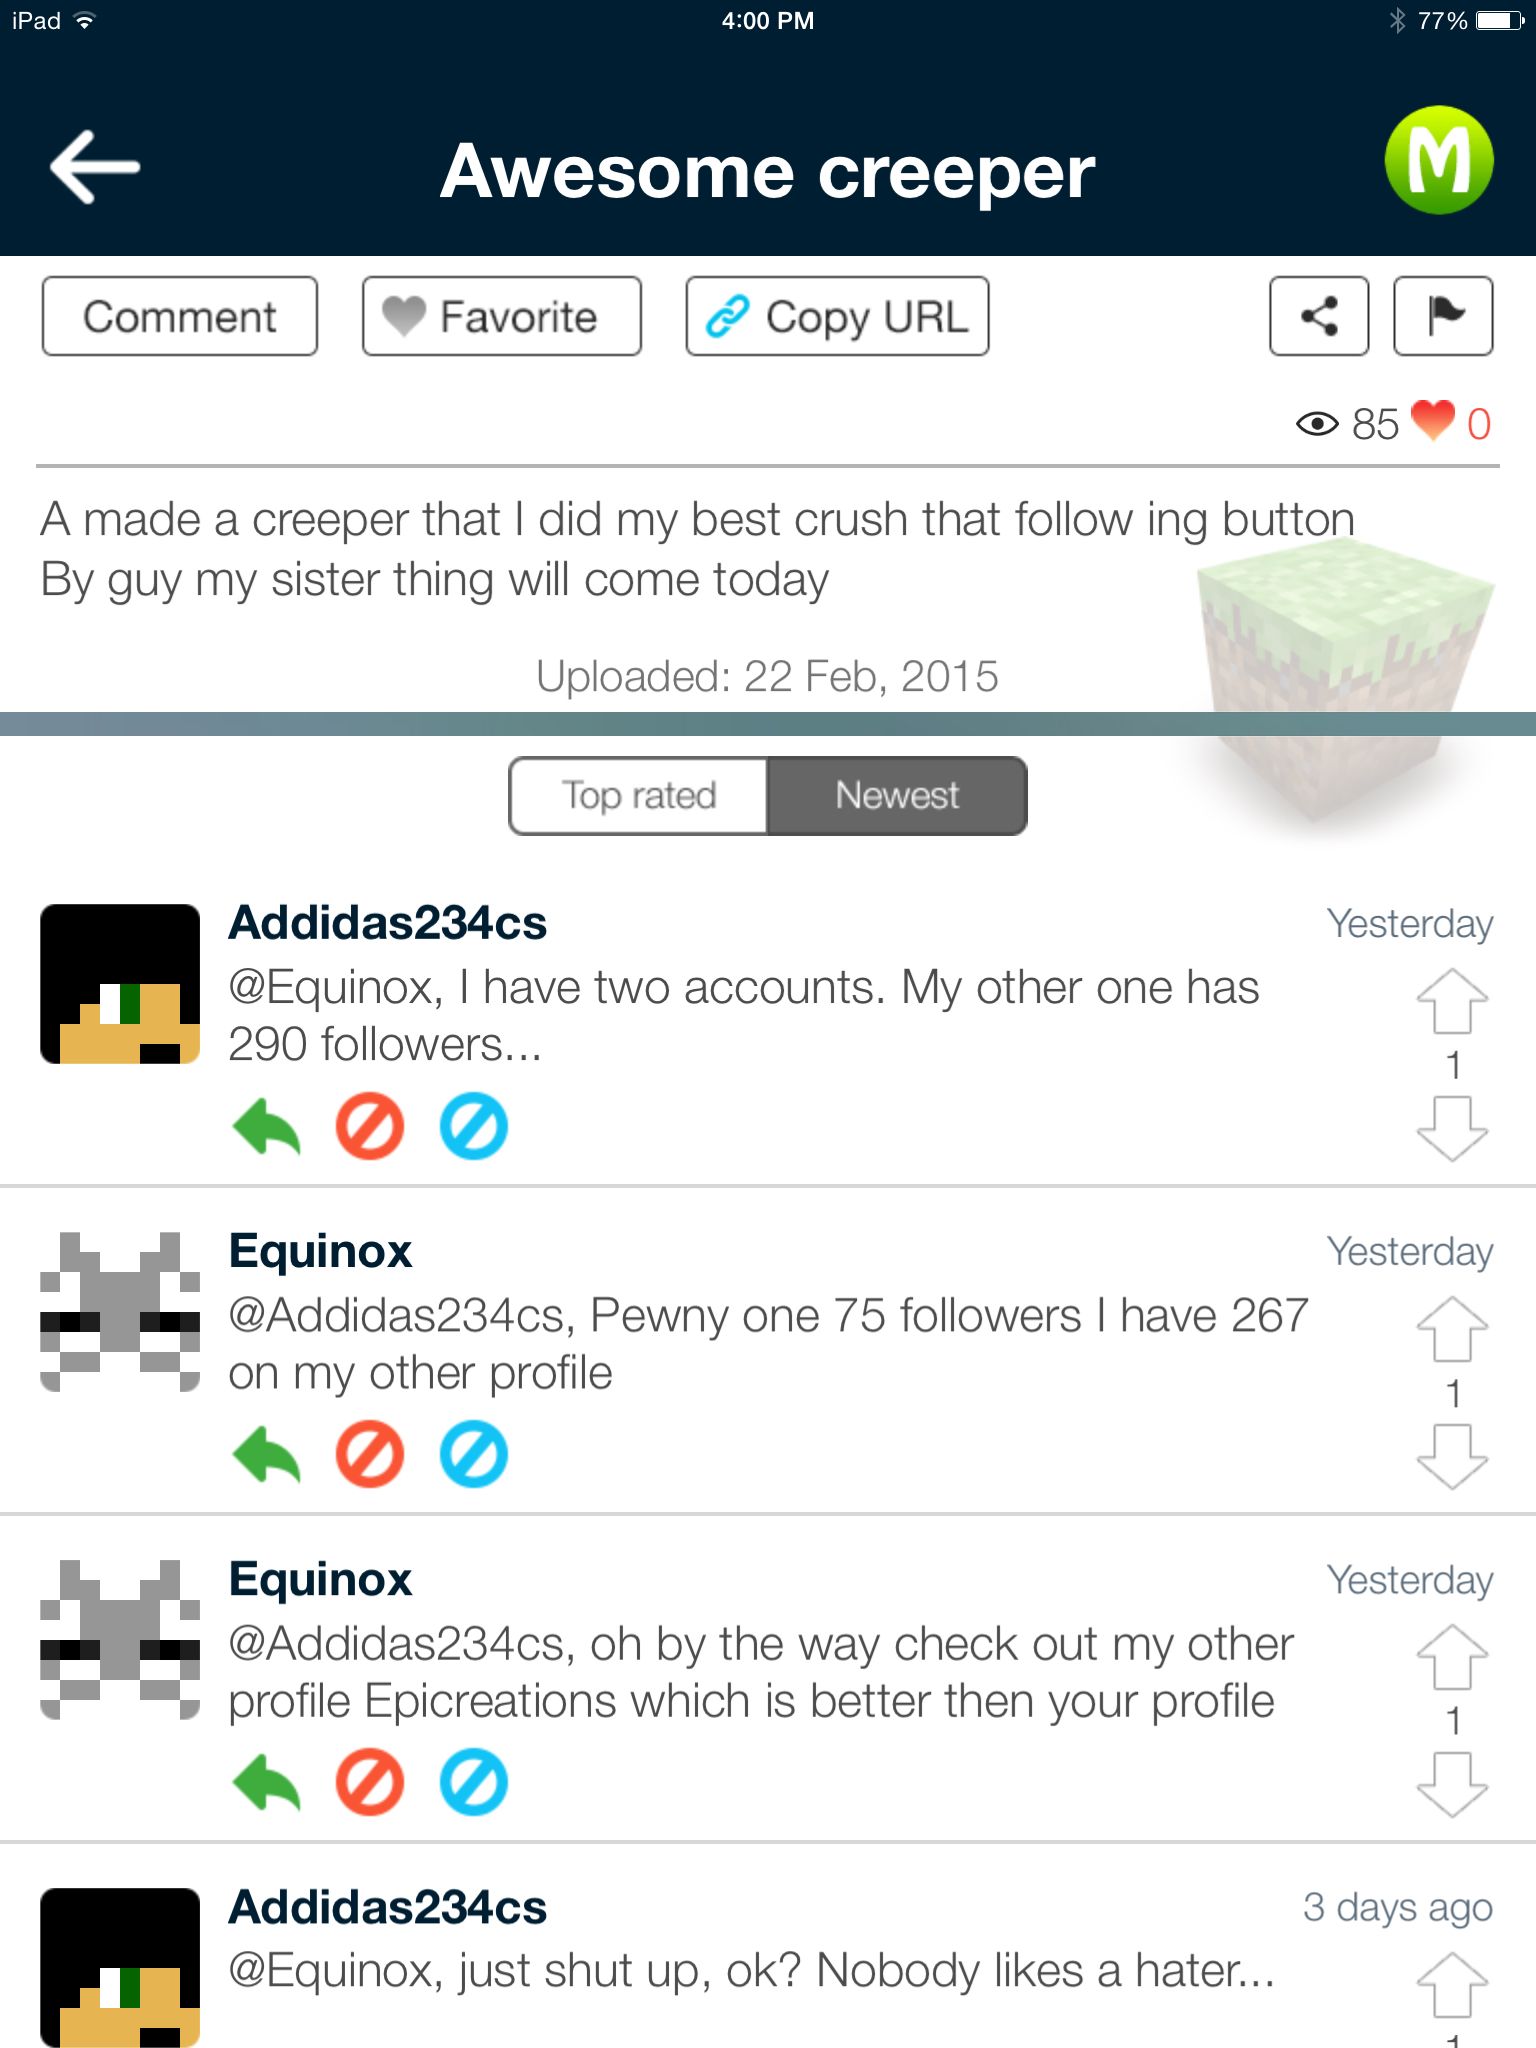 iPad 4:00 PM 77%
Awesome creeper M
Comment Favorite Copy URL
85 0
A made a creeper that I did my best crush that follow ing button
By guy my sister thing will come today
Uploaded: 22 Feb, 2015
Top rated Newest
Addidas234cs Yesterday
@Equinox, I have two accounts. My other one has
290 followers...
1
Equinox Yesterday
@Addidas234cs, Pewny one 75 followers I have 267
on my other profile
1
Equinox Yesterday
@Addidas234cs, oh by the way check out my other
profile Epicreations which is better then your profile
1
Addidas234cs 3 days ago
@Equinox, just shut up, ok? Nobody likes a hater...
1